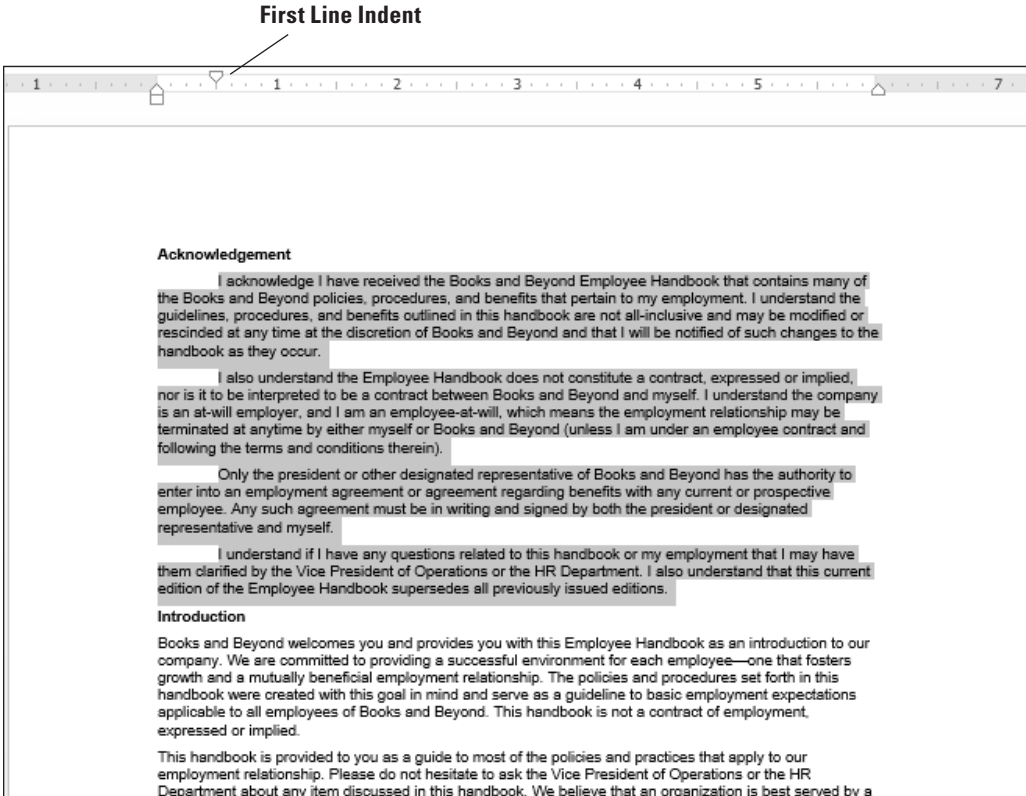 First Line Indent
1 1 2 3 4 5 7
Acknowledgement
I acknowledge I have received the Books and Beyond Employee Handbook that contains many of
the Books and Beyond policies, procedures, and benefits that pertain to my employment. I understand the
guidelines, procedures, and benefits outlined in this handbook are not all-inclusive and may be modified or
rescinded at any time at the discretion of Books and Beyond and that I will be notified of such changes to the
handbook as they occur.
I also understand the Employee Handbook does not constitute a contract, expressed or implied,
nor is it to be interpreted to be a contract between Books and Beyond and myself. I understand the company
is an at-will employer, and I am an employee-at-will, which means the employment relationship may be
terminated at anytime by either myself or Books and Beyond (unless I am under an employee contract and
following the terms and conditions therein).
Only the president or other designated representative of Books and Beyond has the authority to
enter into an employment agreement or agreement regarding benefits with any current or prospective
employee. Any such agreement must be in writing and signed by both the president or designated
representative and myself.
I understand if I have any questions related to this handbook or my employment that I may have
them clarified by the Vice President of Operations or the HR Department. I also understand that this current
edition of the Employee Handbook supersedes all previously issued editions.
Introduction
Books and Beyond welcomes you and provides you with this Employee Handbook as an introduction to our
company. We are committed to providing a successful environment for each employee—one that fosters
growth and a mutually beneficial employment relationship. The policies and procedures set forth in this
handbook were created with this goal in mind and serve as a guideline to basic employment expectations
applicable to all employees of Books and Beyond. This handbook is not a contract of employment,
expressed or implied.
This handbook is provided to you as a guide to most of the policies and practices that apply to our
employment relationship. Please do not hesitate to ask the Vice President of Operations or the HR
Department about any item discussed in this handbook. We believe that an organization is best served by a